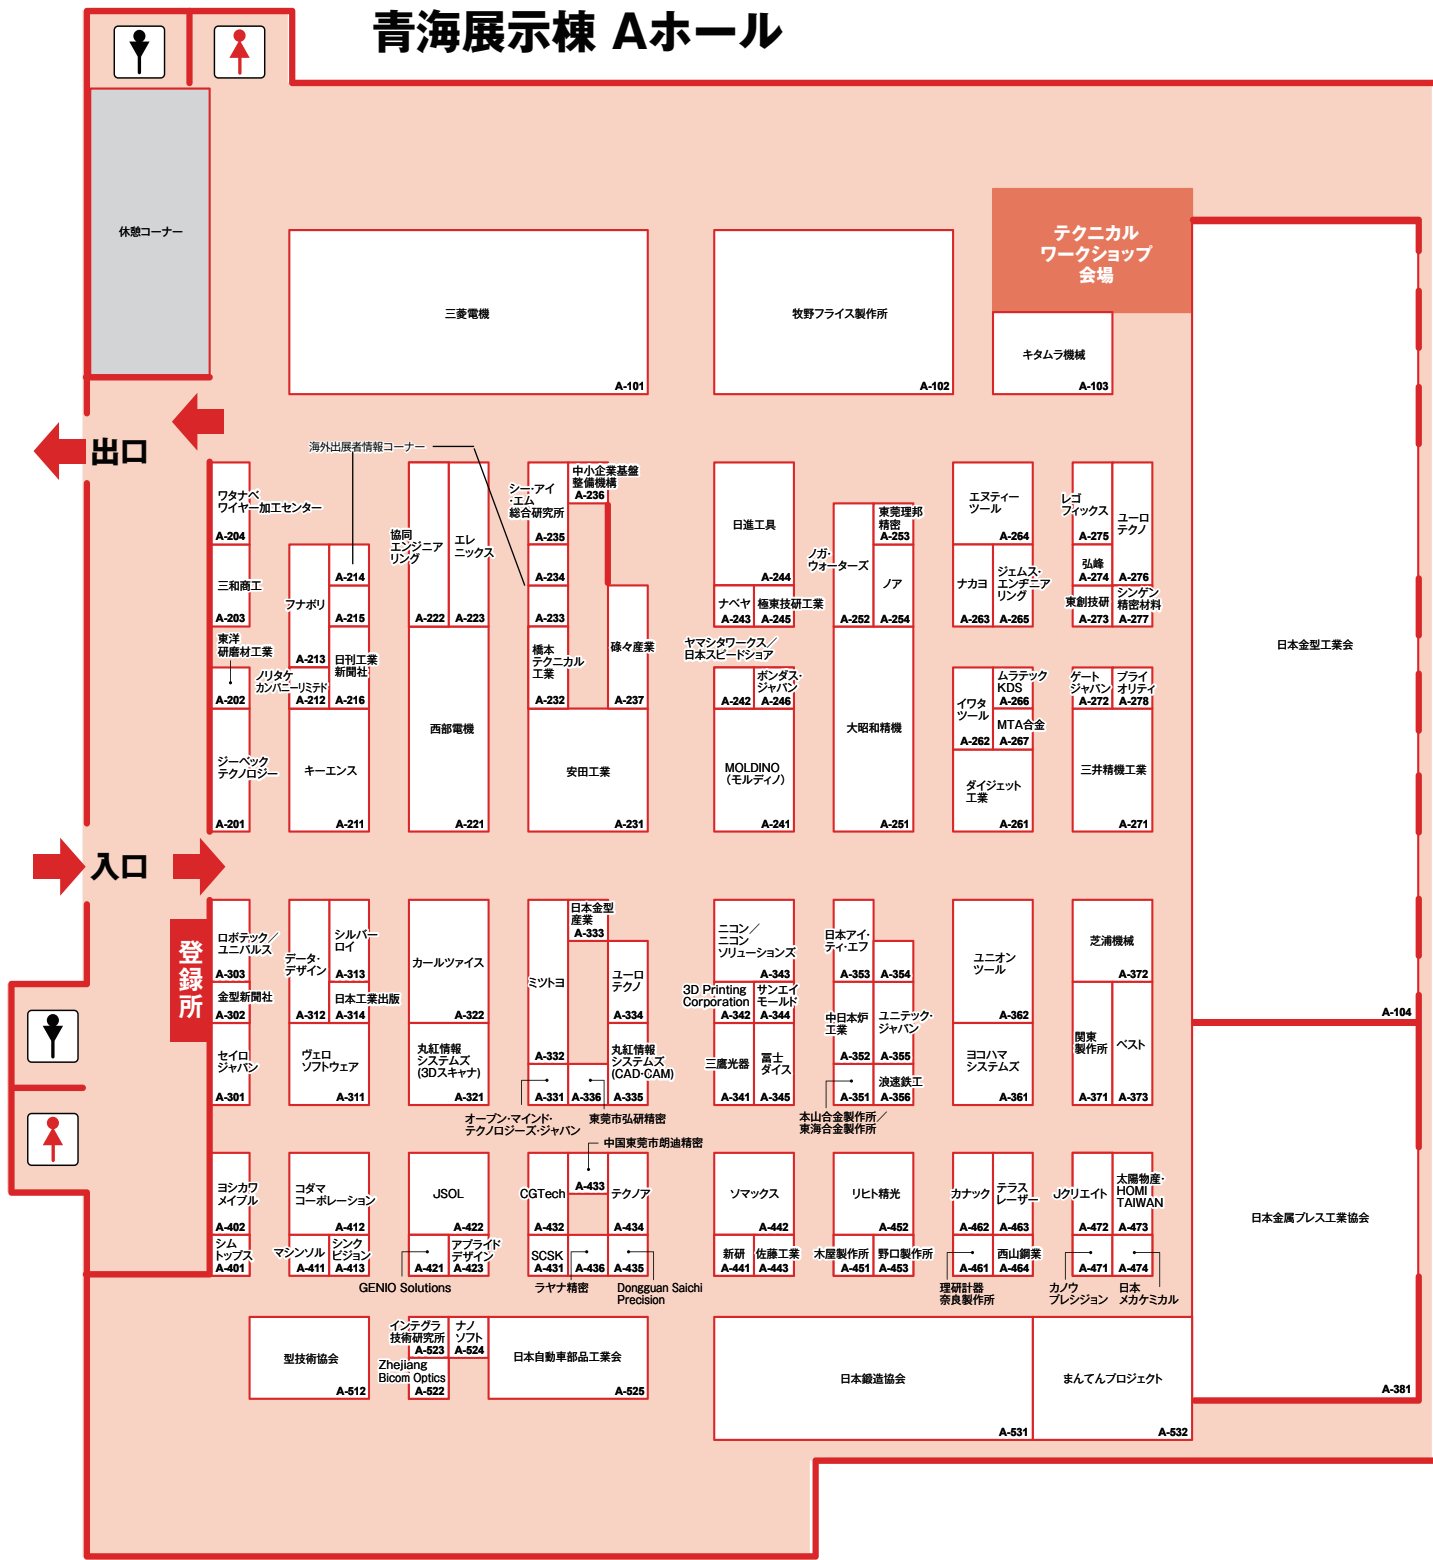 青海展示棟 Aホール
休憩コーナー
三菱電機
A-101
牧野フライス製作所
A-102
テクニカル
ワークショップ
会場
キタムラ機械
A-103
日本金型工業会
A-104
出口
海外出展者情報コーナー
ワタナベ
ワイヤー加工センター
A-204
三和商工
A-203
東洋
研磨材工業
A-202
ジーベック
テクノロジー
A-201
フナボリ
A-213
A-214
A-215
日刊工業
新聞社
A-216
ノリタケ
カンパニーリミテド
A-212
キーエンス
A-211
協同
エンジニア
リング
A-222
エレ
ニックス
A-223
西部電機
A-221
シー・アイ
・エム
総合研究所
A-235
中小企業基盤
整備機構
A-236
A-234
A-233
橋本
テクニカル
工業
A-232
碌々産業
A-237
安田工業
A-231
日進工具
A-244
ナベヤ
A-243
極東技研工業
A-245
ヤマシタワークス／
日本スピードショア
A-242
ボンダス・
ジャパン
A-246
MOLDINO
（モルディノ）
A-241
ノガ・
ウォーターズ
A-252
東莞理邦
精密
A-253
ノア
A-254
大昭和精機
A-251
エヌティー
ツール
A-264
ナカヨ
A-263
ジェムス・
エンヂニア
リング
A-265
イワタ
ツール
A-262
ムラテック
KDS
A-266
MTA合金
A-267
ダイジェット
工業
A-261
レゴ
フィックス
A-275
ユーロ
テクノ
A-276
弘峰
A-274
東創技研
A-273
シンゲン
精密材料
A-277
ゲート
ジャパン
A-272
プライ
オリティ
A-278
三井精機工業
A-271
入口
登録所
ロボテック／
ユニバルス
A-303
金型新聞社
A-302
セイロ
ジャパン
A-301
データ・
デザイン
A-312
シルバー
ロイ
A-313
日本工業出版
A-314
ヴェロ
ソフトウェア
A-311
カールツァイス
A-322
丸紅情報
システムズ
(3Dスキャナ)
A-321
ミツトヨ
A-332
日本金型
産業
A-333
ユーロ
テクノ
A-334
丸紅情報
システムズ
(CAD・CAM)
A-335
A-331
A-336
オープン・マインド・
テクノロジーズ・ジャパン
東莞市弘研精密
ニコン／
ニコン
ソリューションズ
A-343
3D Printing
Corporation
A-342
サンエイ
モールド
A-344
三鷹光器
A-341
冨士
ダイス
A-345
日本アイ・
ティ・エフ
A-353
A-354
中日本炉
工業
A-352
ユニテック・
ジャパン
A-355
A-351
浪速鉄工
A-356
本山合金製作所／
東海合金製作所
ユニオン
ツール
A-362
ヨコハマ
システムズ
A-361
芝浦機械
A-372
関東
製作所
A-371
ベスト
A-373
ヨシカワ
メイプル
A-402
シム
トップス
A-401
コダマ
コーポレーション
A-412
マシンソル
A-411
シンク
ビジョン
A-413
JSOL
A-422
A-421
アプライド
デザイン
A-423
GENIO Solutions
中国東莞市朗迪精密
CGTech
A-432
A-433
テクノア
A-434
SCSK
A-431
A-436
A-435
ラヤナ精密
Dongguan Saichi
Precision
ソマックス
A-442
新研
A-441
佐藤工業
A-443
リヒト精光
A-452
木屋製作所
A-451
野口製作所
A-453
カナック
A-462
テラス
レーザー
A-463
A-461
西山鋼業
A-464
理研計器
奈良製作所
Jクリエイト
A-472
太陽物産・
HOMI
TAIWAN
A-473
A-471
A-474
カノウ
プレシジョン
日本
メカケミカル
日本金属プレス工業協会
A-381
型技術協会
A-512
インテグラ
技術研究所
A-523
ナノ
ソフト
A-524
Zhejiang
Bicom Optics
A-522
日本自動車部品工業会
A-525
日本鍛造協会
A-531
まんてんプロジェクト
A-532